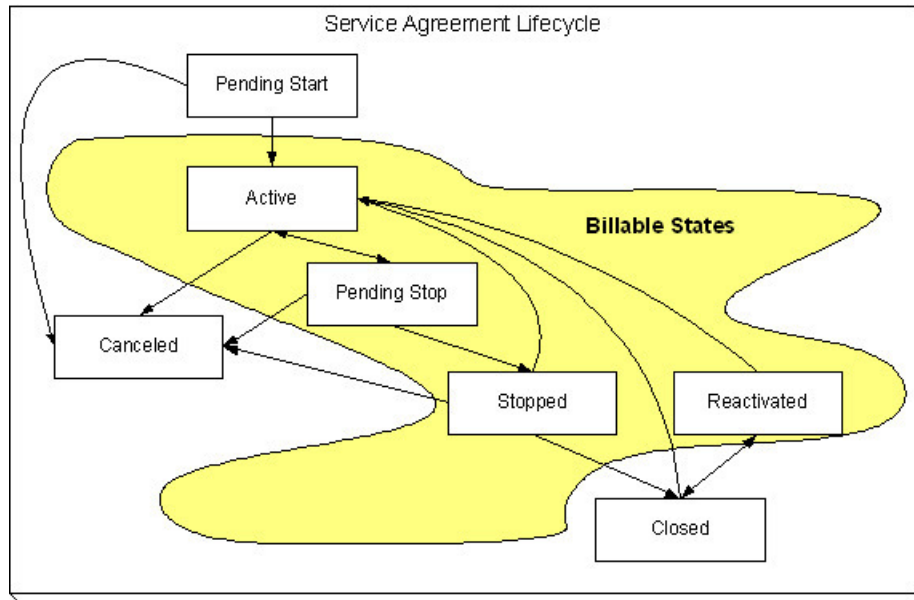 Service Agreement Lifecycle
Pending Start
Active
Billable States
Pending Stop
Canceled
Stopped
Reactivated
Closed